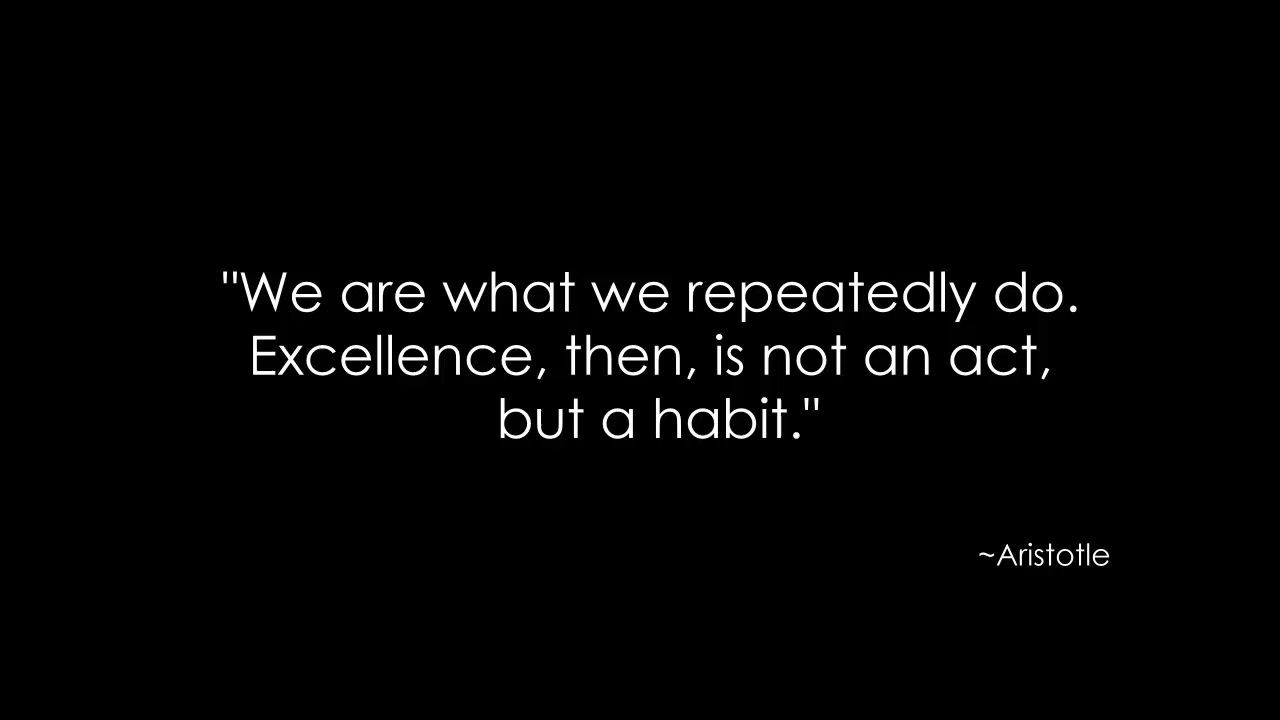 "We are what we repeatedly do.
Excellence, then, is not an act,
but a habit."
~Aristotle